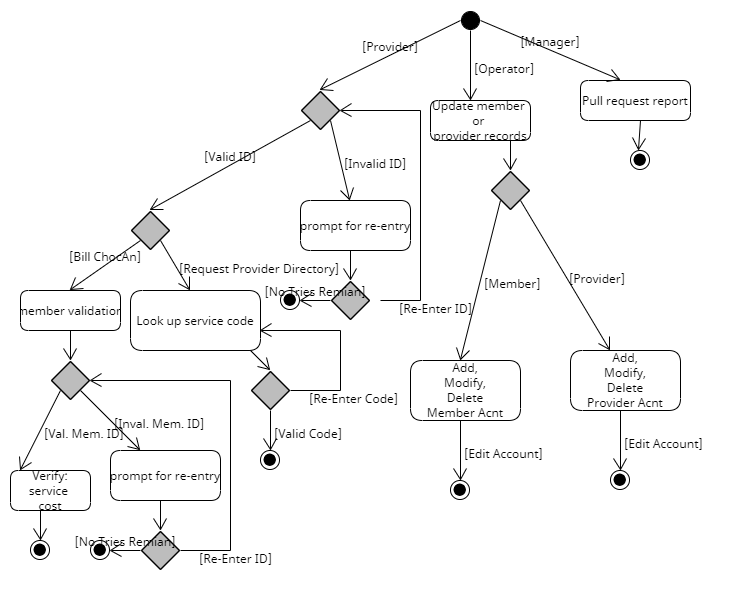 [Provider]
[Manager]
[Operator]
Update member
or
provider records
Pull request report
[Valid ID]
[Invalid ID]
prompt for re-entry
[Bill ChocAn]
[Request Provider Directory]
[No Tries Remian]
[Re-Enter ID]
[Member]
[Provider]
member validation
Look up service code
Add,
Modify,
Delete
Member Acnt
Add,
Modify,
Delete
Provider Acnt
[Re-Enter Code]
[Val. Mem. ID]
[Inval. Mem. ID]
[Valid Code]
[Edit Account]
[Edit Account]
Verify:
service
cost
prompt for re-entry
[No Tries Remian]
[Re-Enter ID]